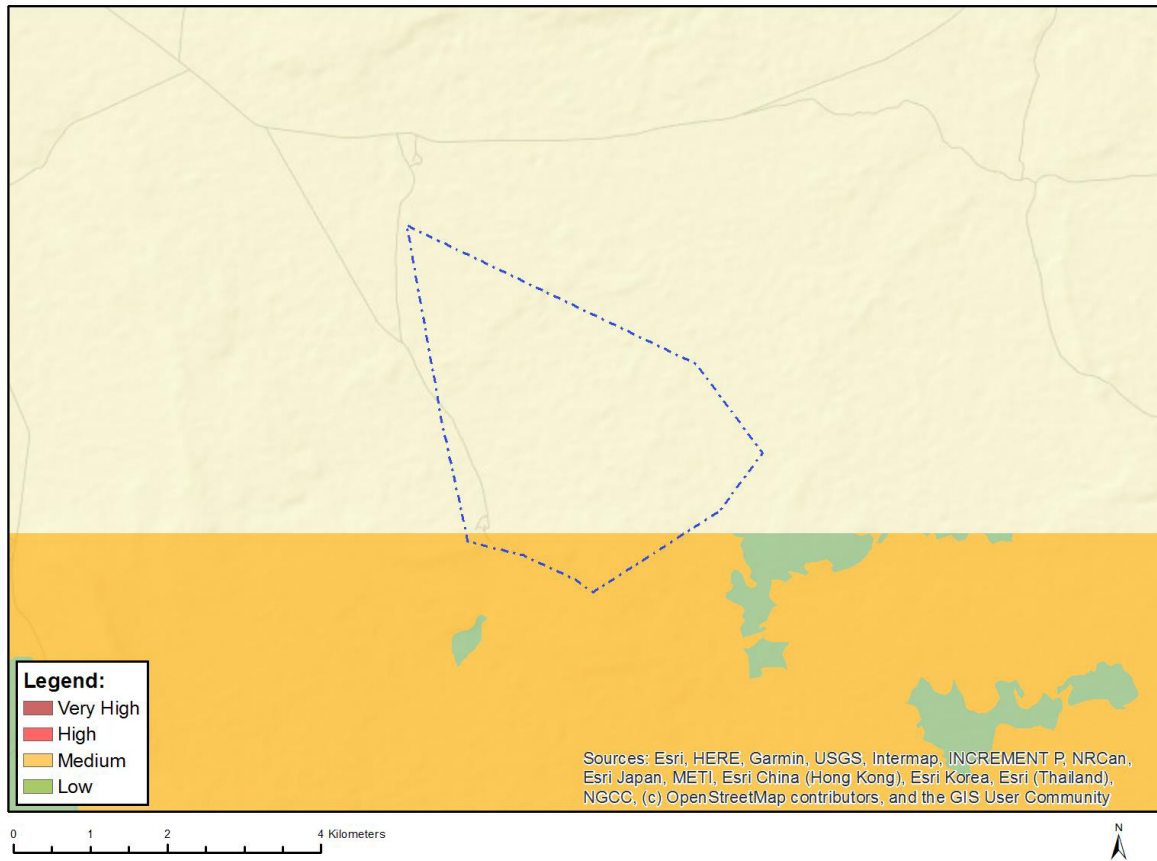 Legend:
Very High
High
Medium
Low
Sources: Esri, HERE, Garmin, USGS, Intermap, INCREMENT P, NRCan,
Esri Japan, METI, Esri China (Hong Kong), Esri Korea, Esri (Thailand),
NGCC, (c) OpenStreetMap contributors, and the GIS User Community
0 1 2 4 Kilometers
N